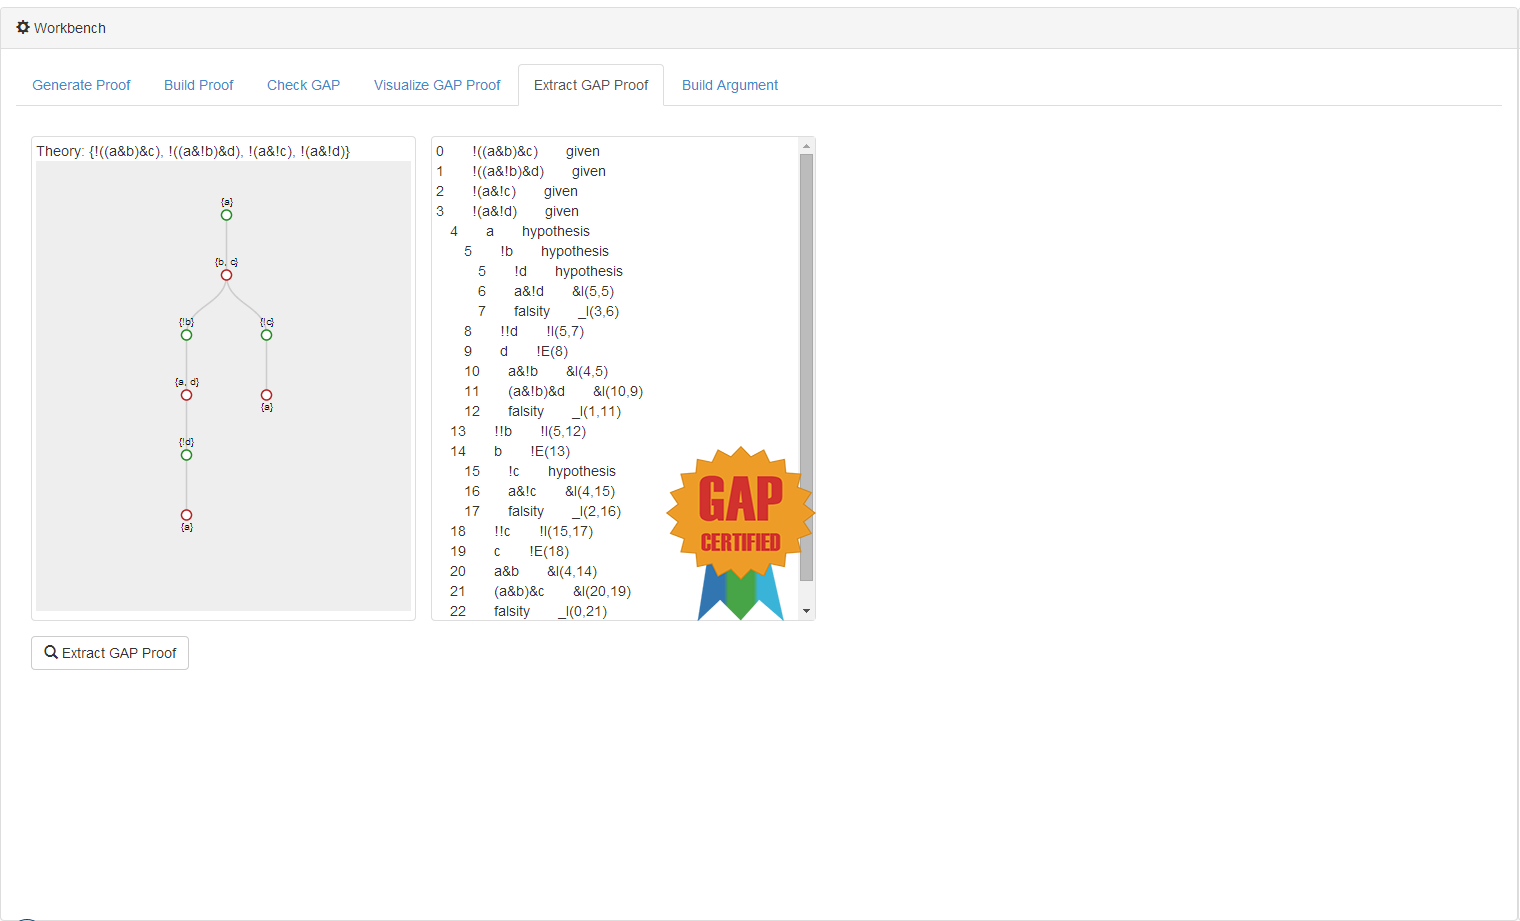 Workbench
Generate Proof Build Proof Check GAP Visualize GAP Proof Extract GAP Proof Build Argument
Theory: {!((a&b)&c), !((a&!b)&d), !(a&!c), !(a&!d)}
{a}
{b, c}
{!b} {!c}
{a, d}
{a}
{!d}
{a}
0 !((a&b)&c) given
1 !((a&!b)&d) given
2 !(a&!c) given
3 !(a&!d) given
4 a hypothesis
5 !b hypothesis
5 !d hypothesis
6 a&!d &I(5,5)
7 falsity _I(3,6)
8 !!d !I(5,7)
9 d !E(8)
10 a&!b &I(4,5)
11 (a&!b)&d &I(10,9)
12 falsity _I(1,11)
13 !!b !I(5,12)
14 b !E(13)
15 !c hypothesis
16 a&!c &I(4,15)
17 falsity _I(2,16)
18 !!c !I(15,17)
19 c !E(18)
20 a&b &I(4,14)
21 (a&b)&c &I(20,19)
22 falsity _I(0,21)
GAP
CERTIFIED
Extract GAP Proof